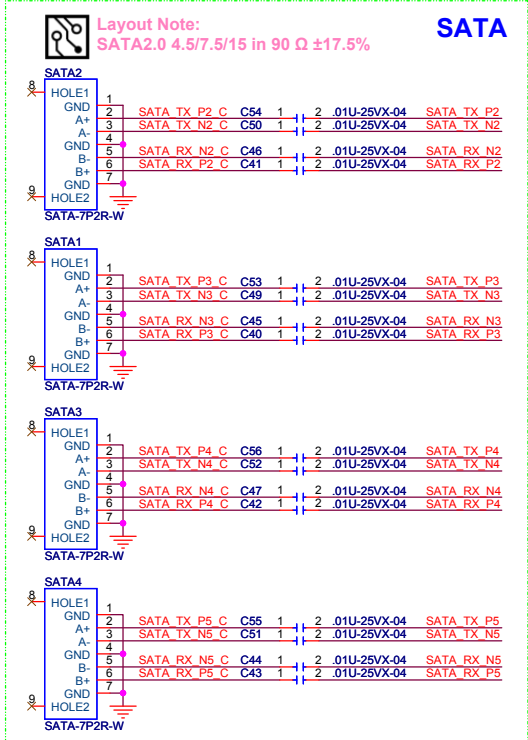 Layout Note:
SATA2.0 4.5/7.5/15 in 90 Ω ±17.5%
SATA
SATA2
8 HOLE1
GND 1
A+ 2 SATA_TX_P2_C C54 1 2 .01U-25VX-04 SATA_TX_P2
A- 3 SATA_TX_N2_C C50 1 2 .01U-25VX-04 SATA_TX_N2
GND 4
B- 5 SATA_RX_N2_C C46 1 2 .01U-25VX-04 SATA_RX_N2
B+ 6 SATA_RX_P2_C C41 1 2 .01U-25VX-04 SATA_RX_P2
GND 7
9 HOLE2
SATA-7P2R-W
SATA1
8 HOLE1
GND 1
A+ 2 SATA_TX_P3_C C53 1 2 .01U-25VX-04 SATA_TX_P3
A- 3 SATA_TX_N3_C C49 1 2 .01U-25VX-04 SATA_TX_N3
GND 4
B- 5 SATA_RX_N3_C C45 1 2 .01U-25VX-04 SATA_RX_N3
B+ 6 SATA_RX_P3_C C40 1 2 .01U-25VX-04 SATA_RX_P3
GND 7
9 HOLE2
SATA-7P2R-W
SATA3
8 HOLE1
GND 1
A+ 2 SATA_TX_P4_C C56 1 2 .01U-25VX-04 SATA_TX_P4
A- 3 SATA_TX_N4_C C52 1 2 .01U-25VX-04 SATA_TX_N4
GND 4
B- 5 SATA_RX_N4_C C47 1 2 .01U-25VX-04 SATA_RX_N4
B+ 6 SATA_RX_P4_C C42 1 2 .01U-25VX-04 SATA_RX_P4
GND 7
9 HOLE2
SATA-7P2R-W
SATA4
8 HOLE1
GND 1
A+ 2 SATA_TX_P5_C C55 1 2 .01U-25VX-04 SATA_TX_P5
A- 3 SATA_TX_N5_C C51 1 2 .01U-25VX-04 SATA_TX_N5
GND 4
B- 5 SATA_RX_N5_C C44 1 2 .01U-25VX-04 SATA_RX_N5
B+ 6 SATA_RX_P5_C C43 1 2 .01U-25VX-04 SATA_RX_P5
GND 7
9 HOLE2
SATA-7P2R-W